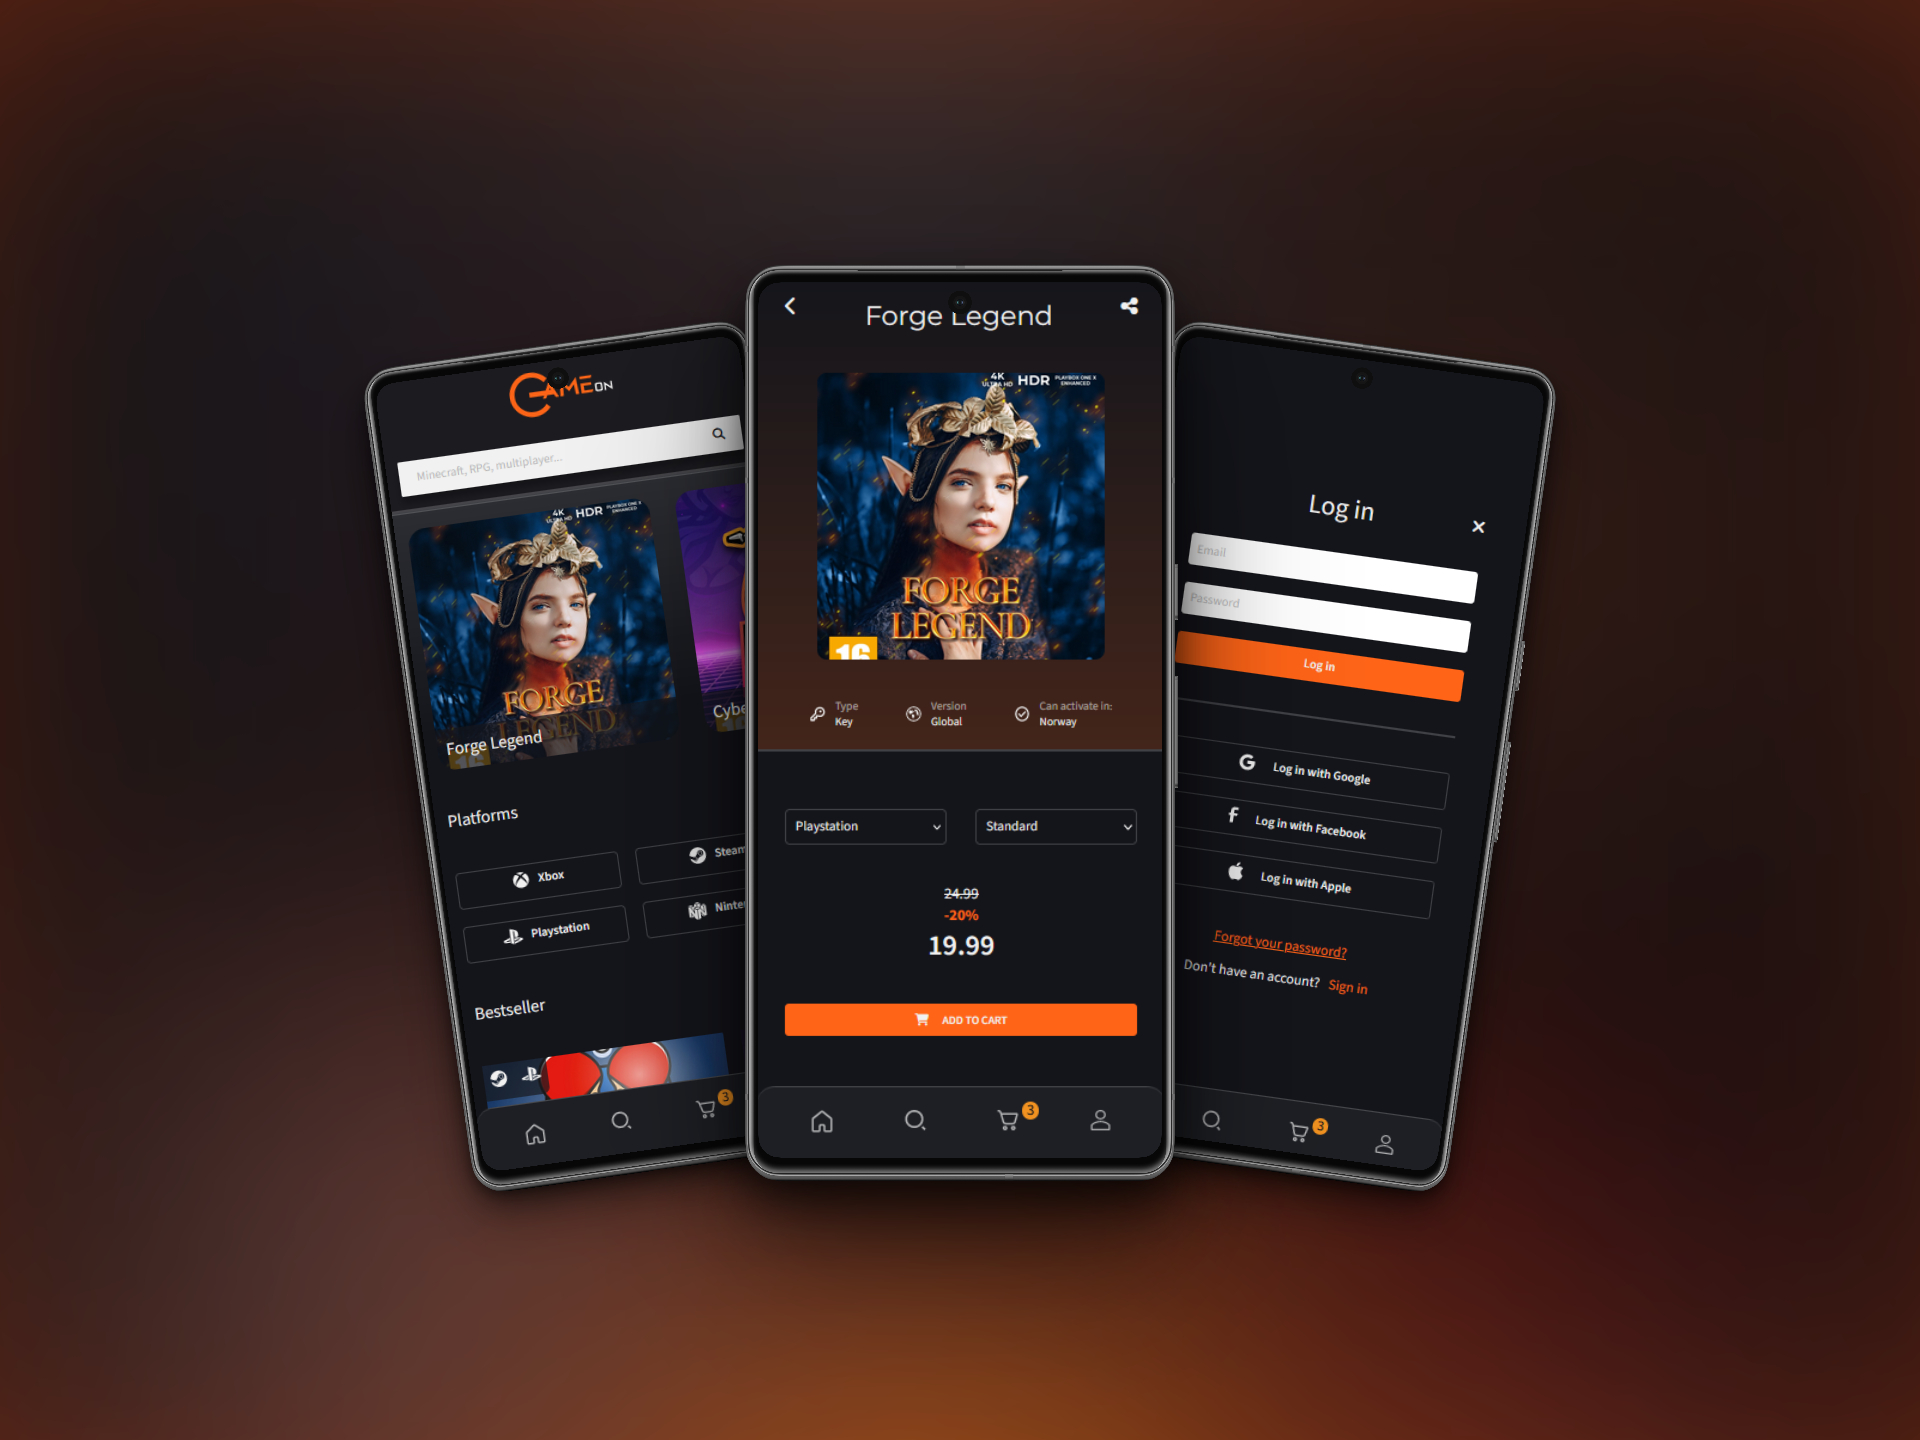 GAMEON
Minecraft, RPG, multiplayer...
4K
ULTRA HD
HDR
PLAYBOX ONE X
ENHANCED
FORGE
LEGEND
Forge Legend
16
Cybe
Platforms
Xbox
Steam
Playstation
Ninte
Bestseller
3
Forge Legend
4K
ULTRA HD
HDR
PLAYBOX ONE X
ENHANCED
FORGE
LEGEND
16
Type
Key
Version
Global
Can activate in:
Norway
Playstation
Standard
24.99
-20%
19.99
ADD TO CART
3
Log in
Email
Password
Log in
Log in with Google
Log in with Facebook
Log in with Apple
Forgot your password?
Don't have an account? Sign in
3